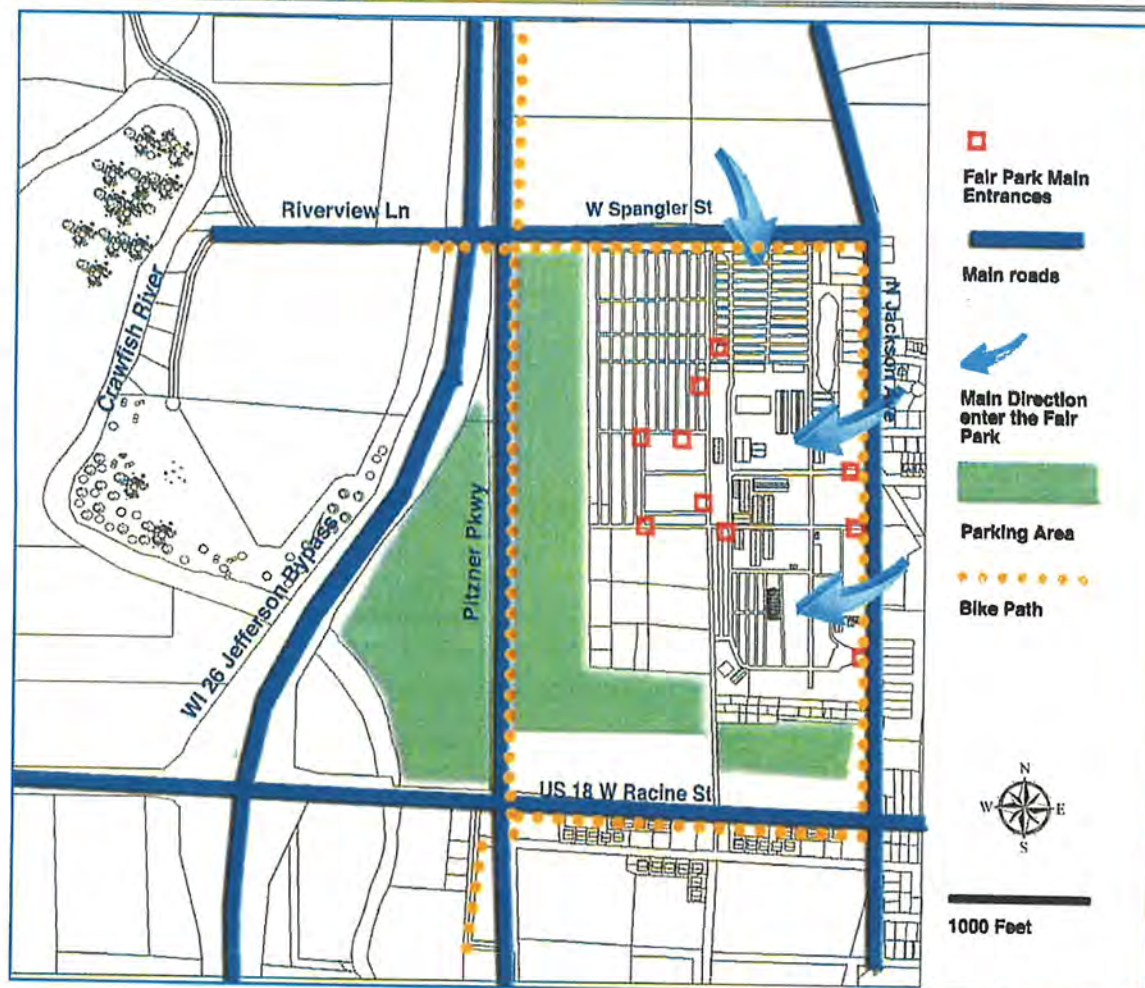 Riverview Ln
W Spangler St
Crawfish River
N Jackson Ave
WI 26 Jefferson Bypass
Pitzner Pkwy
US 18 W Racine St
Fair Park Main
Entrances
Main roads
Main Direction
enter the Fair
Park
Parking Area
Bike Path
N
W
E
S
1000 Feet